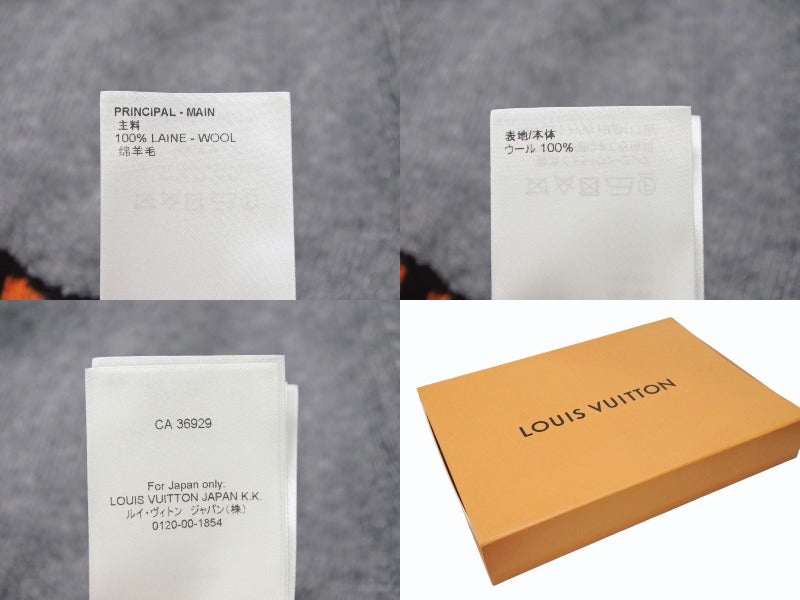 PRINCIPAL - MAIN
主料
100% LAINE - WOOL
绵羊毛
表地/本体
ウール 100%
CA 36929
For Japan only:
LOUIS VUITTON JAPAN K.K.
ルイ・ヴィトン ジャパン(株)
0120-00-1854
LOUIS VUITTON